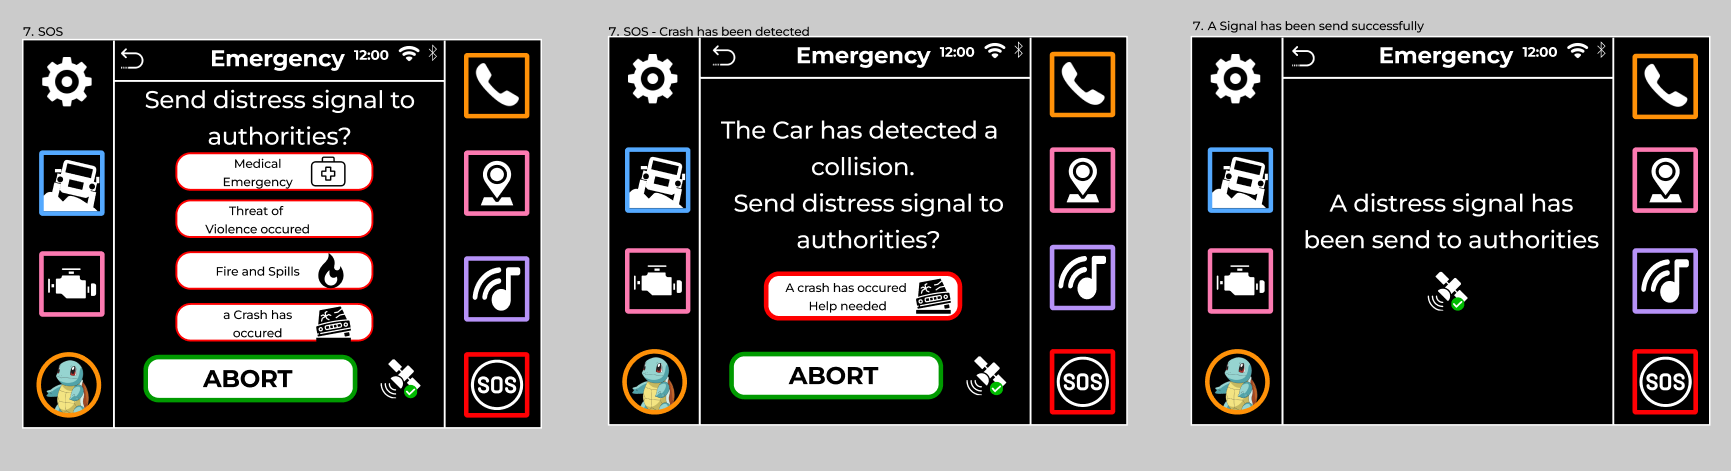 7. SOS
Emergency 12:00
Send distress signal to
authorities?
Medical
Emergency
Threat of
Violence occured
Fire and Spills
a Crash has
occured
ABORT
SOS
7. SOS - Crash has been detected
Emergency 12:00
The Car has detected a
collision.
Send distress signal to
authorities?
A crash has occured
Help needed
ABORT
SOS
7. A Signal has been send successfully
Emergency 12:00
A distress signal has
been send to authorities
SOS